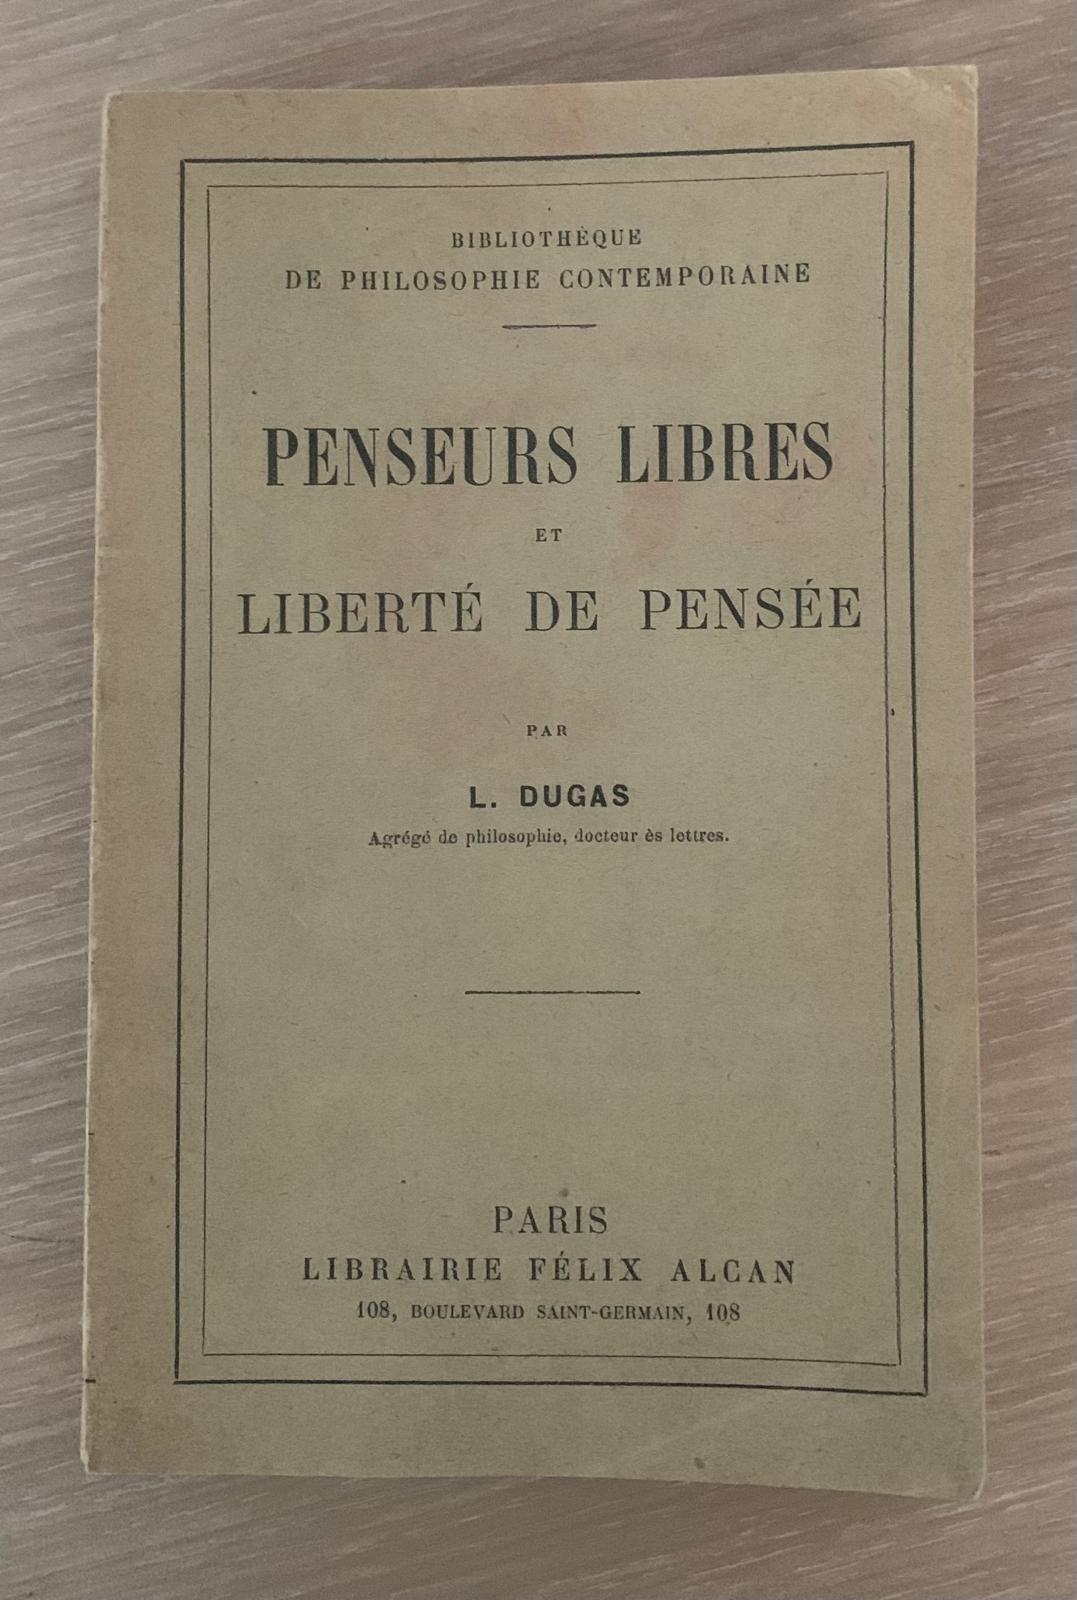 BIBLIOTHÈQUE
DE PHILOSOPHIE CONTEMPORAINE
PENSEURS LIBRES
ET
LIBERTÉ DE PENSÉE
PAR
L. DUGAS
Agrégé de philosophie, docteur ès lettres.
PARIS
LIBRAIRIE FÉLIX ALCAN
108, BOULEVARD SAINT-GERMAIN, 108